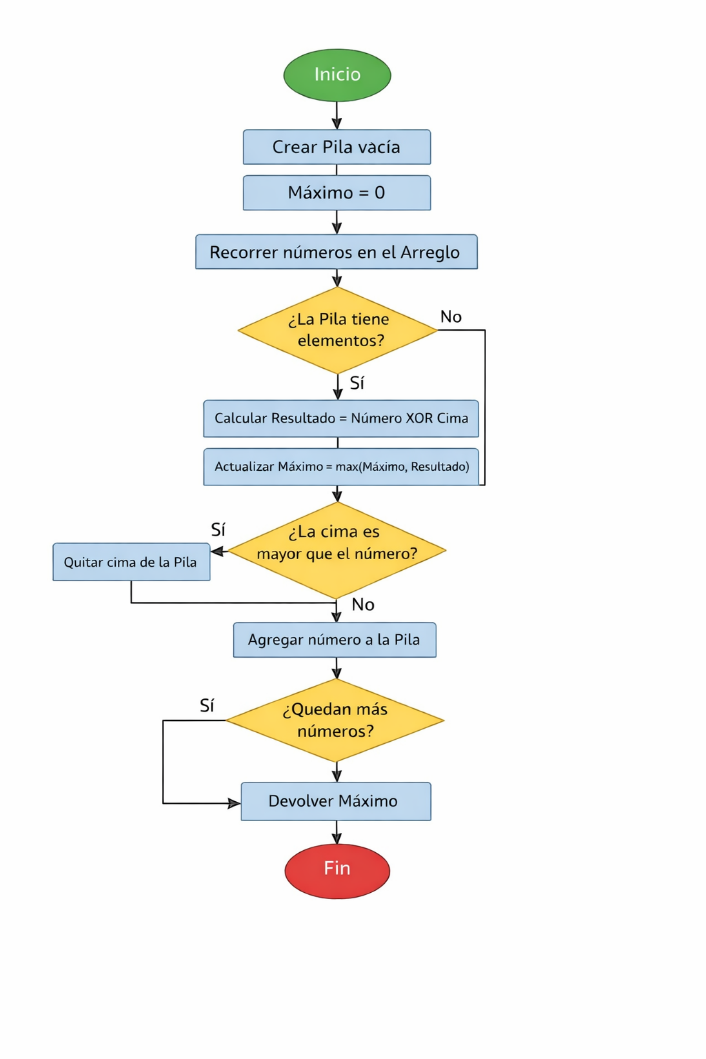 Inicio
Crear Pila vacía
Máximo = 0
Recorrer números en el Arreglo
¿La Pila tiene
elementos?
No
Sí
Calcular Resultado = Número XOR Cima
Actualizar Máximo = max(Máximo, Resultado)
¿La cima es
mayor que el número?
Sí
Quitar cima de la Pila
No
Agregar número a la Pila
Sí
¿Quedan más
números?
Devolver Máximo
Fin